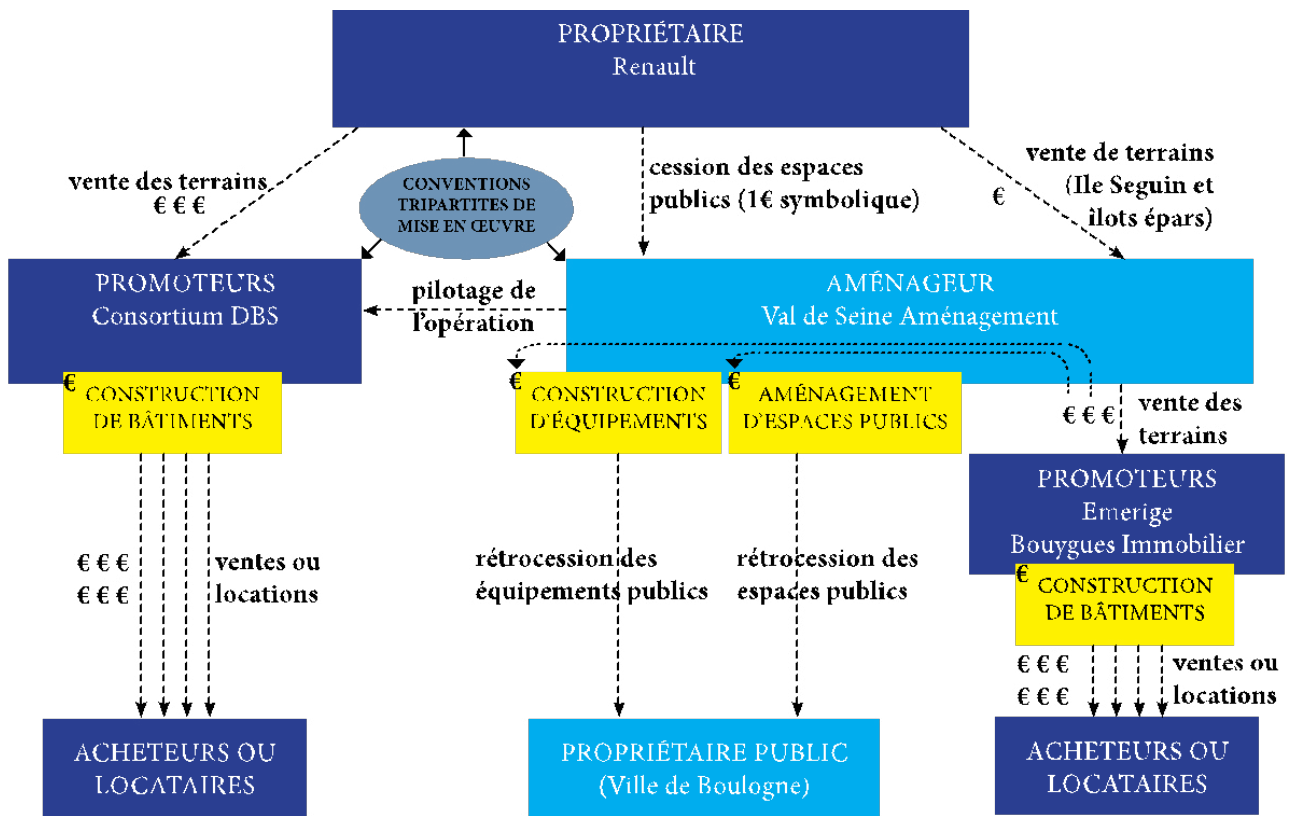 PROPRIÉTAIRE
Renault
vente des terrains
€ € €
CONVENTIONS
TRIPARTITES DE
MISE EN ŒUVRE
cession des espaces
publics (1€ symbolique)
€
vente de terrains
(Ile Seguin et
îlots épars)
PROMOTEURS
Consortium DBS
pilotage de
l'opération
AMÉNAGEUR
Val de Seine Aménagement
€
CONSTRUCTION
DE BÂTIMENTS
€
CONSTRUCTION
D'ÉQUIPEMENTS
€
AMÉNAGEMENT
D'ESPACES PUBLICS
€ € €
vente des
terrains
PROMOTEURS
Emerige
Bouygues Immobilier
€ € €
€ € €
ventes ou
locations
rétrocession des
équipements publics
rétrocession des
espaces publics
€
CONSTRUCTION
DE BÂTIMENTS
€ € €
€ € €
ventes ou
locations
ACHETEURS OU
LOCATAIRES
PROPRIÉTAIRE PUBLIC
(Ville de Boulogne)
ACHETEURS OU
LOCATAIRES